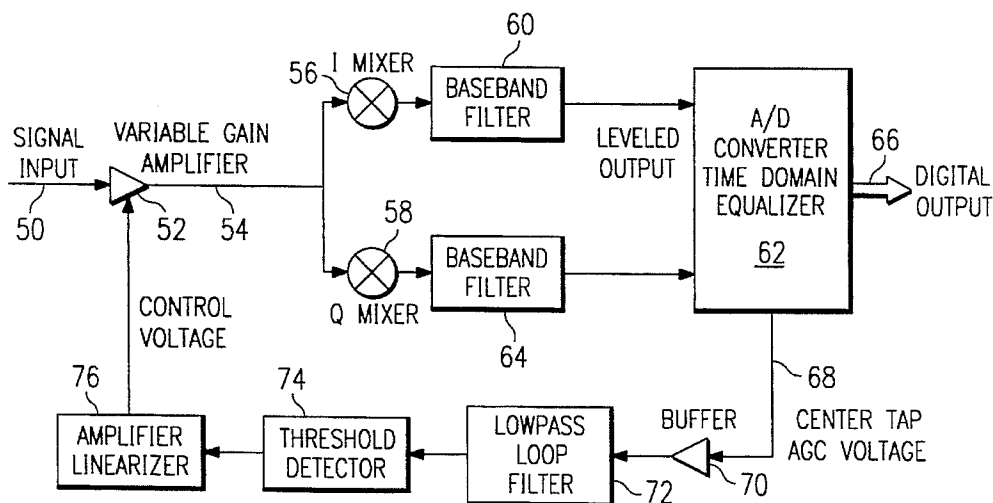 60
I MIXER
56
BASEBAND
FILTER
A/D
CONVERTER
TIME DOMAIN
EQUALIZER
62
SIGNAL
INPUT
50
VARIABLE GAIN
AMPLIFIER
52
54
LEVELED
OUTPUT
66
DIGITAL
OUTPUT
58
Q MIXER
BASEBAND
FILTER
64
CONTROL
VOLTAGE
68
76
AMPLIFIER
LINEARIZER
74
THRESHOLD
DETECTOR
LOWPASS
LOOP
FILTER
72
BUFFER
70
CENTER TAP
AGC VOLTAGE